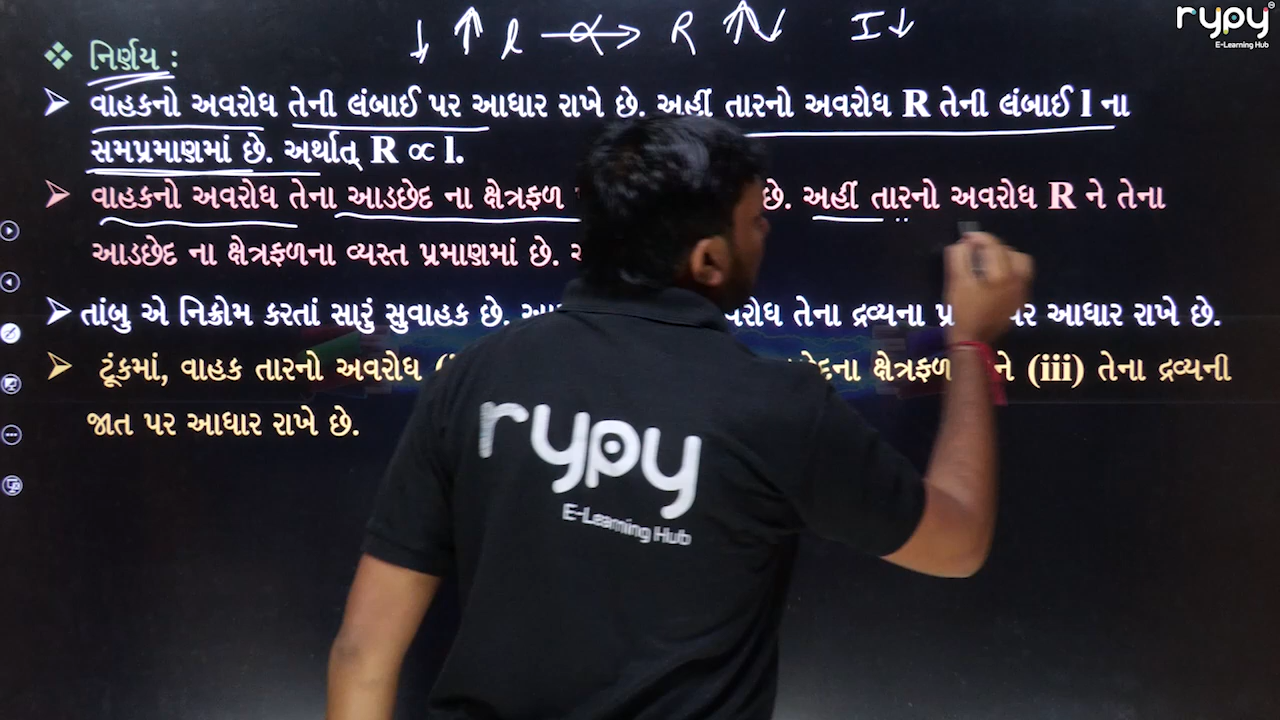 ↓ ↑ l ∝ R ↑↓ I ↓
rypy
E-Learning Hub
❖ નિર્ણય :
➢ વાહકનો અવરોધ તેની લંબાઈ પર આધાર રાખે છે. અહીં તારનો અવરોધ R તેની લંબાઈ l ના
સમપ્રમાણમાં છે. અર્થાત્ R ∝ l.
➢ વાહકનો અવરોધ તેના આડછેદ ના ક્ષેત્રફળ છે. અહીં તારનો અવરોધ R ને તેના
આડછેદ ના ક્ષેત્રફળના વ્યસ્ત પ્રમાણમાં છે.
➢ તાંબુ એ નિક્રોમ કરતાં સારું સુવાહક છે. તેના દ્રવ્યના પર આધાર રાખે છે.
➢ ટૂંકમાં, વાહક તારનો અવરોધ ક્ષેત્રફળ (iii) તેના દ્રવ્યની
જાત પર આધાર રાખે છે.
rypy
E-Learning Hub